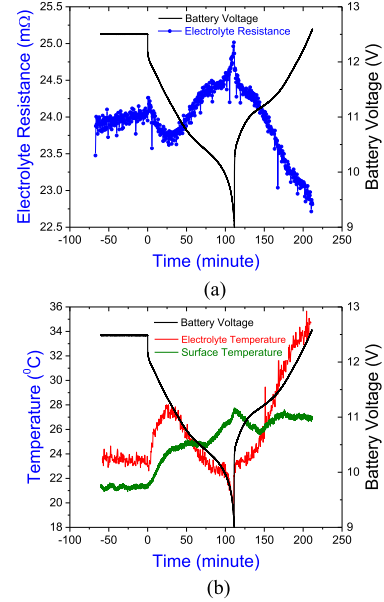 Battery Voltage
Electrolyte Resistance
Electrolyte Resistance (mΩ)
25.5
25.0
24.5
24.0
23.5
23.0
22.5
13
12
11
10
9
Battery Voltage (V)
-100 -50 0 50 100 150 200 250
Time (minute)
(a)
Battery Voltage
Electrolyte Temperature
Surface Temperature
Temperature (⁰C)
36
34
32
30
28
26
24
22
20
18
13
12
11
10
9
Battery Voltage (V)
-100 -50 0 50 100 150 200 250
Time (minute)
(b)